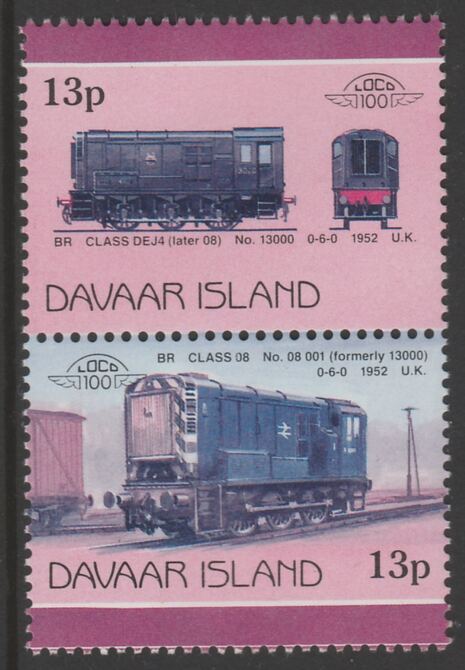 13p
LOCO
100
BR CLASS DEJ4 (later 08) No. 13000 0-6-0 1952 U.K.
DAVAAR ISLAND
LOCO
100
BR CLASS 08 No. 08 001 (formerly 13000)
0-6-0 1952 U.K.
DAVAAR ISLAND
13p